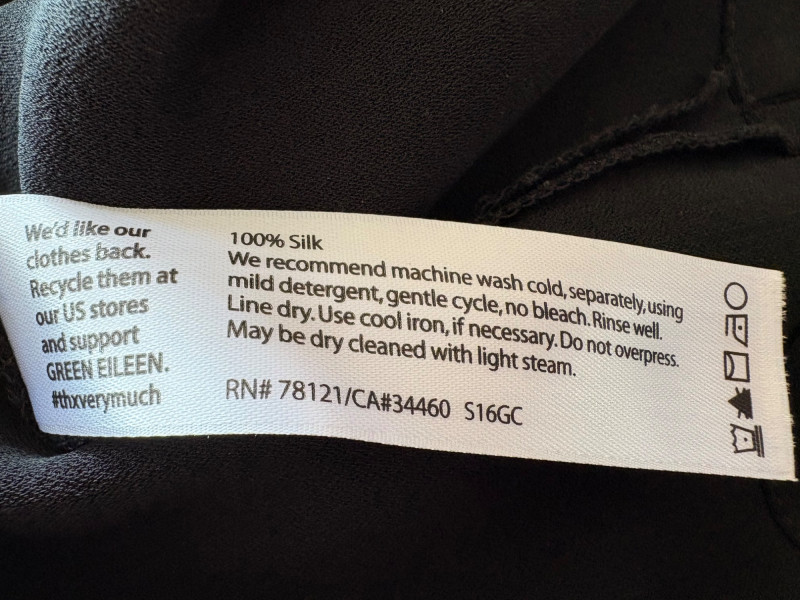 We'd like our
clothes back.
Recycle them at
our US stores
and support
GREEN EILEEN.
#thxverymuch
100% Silk
We recommend machine wash cold, separately, using
mild detergent, gentle cycle, no bleach. Rinse well.
Line dry. Use cool iron, if necessary. Do not overpress.
May be dry cleaned with light steam.
RN# 78121/CA#34460 S16GC